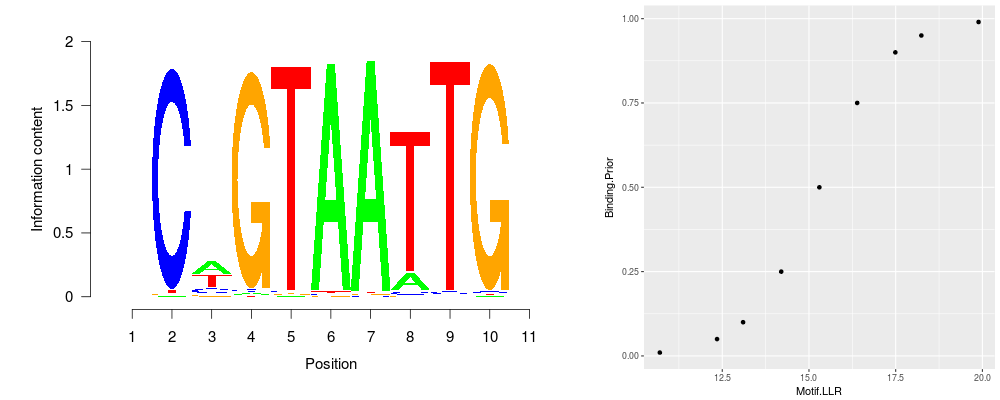 2
1.5
1
0.5
0
Information content
C A T G T A A T A T G
1 2 3 4 5 6 7 8 9 10 11
Position
1.00
0.75
0.50
0.25
0.00
Binding.Prior
12.5 15.0 17.5 20.0
Motif.LLR